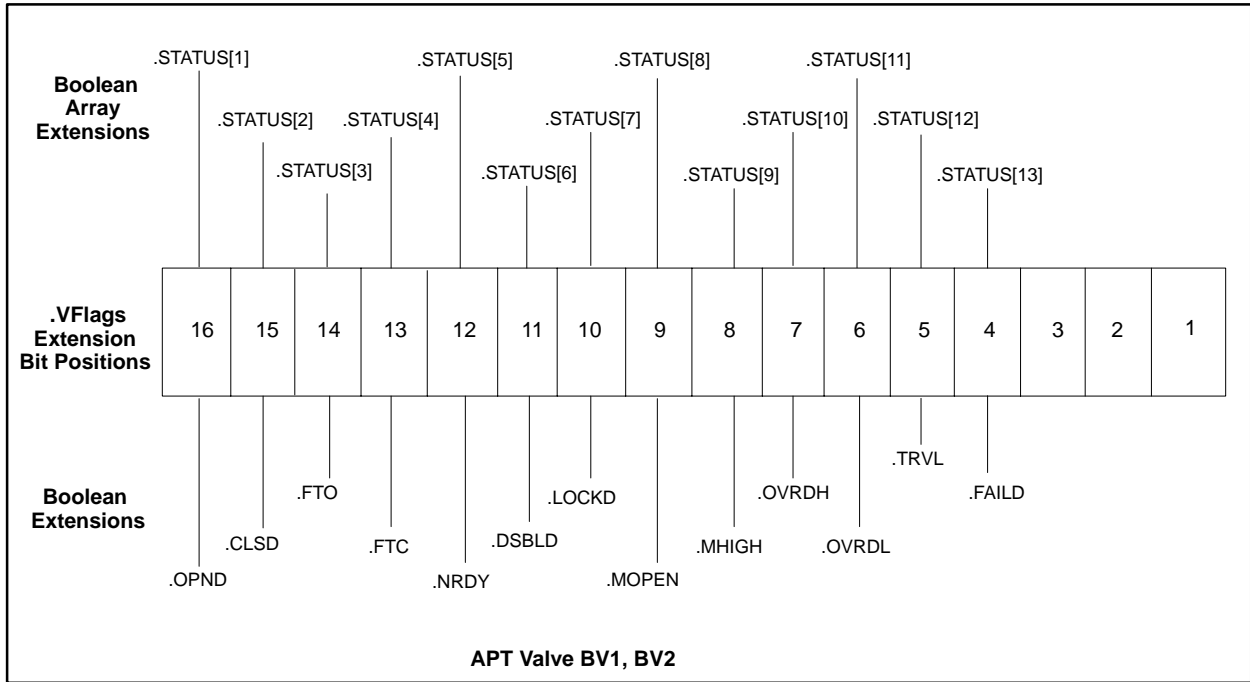 .STATUS[1]
.STATUS[5]
.STATUS[8]
.STATUS[11]
Boolean
Array
Extensions
.STATUS[2]
.STATUS[4]
.STATUS[7]
.STATUS[10]
.STATUS[12]
.STATUS[3]
.STATUS[6]
.STATUS[9]
.STATUS[13]
.VFlags
Extension
Bit Positions
16 15 14 13 12 11 10 9 8 7 6 5 4 3 2 1
Boolean
Extensions
.TRVL
.FTO
.LOCKD
.OVRDH
.FAILD
.CLSD
.FTC
.DSBLD
.MHIGH
.OVRDL
.OPND
.NRDY
.MOPEN
APT Valve BV1, BV2